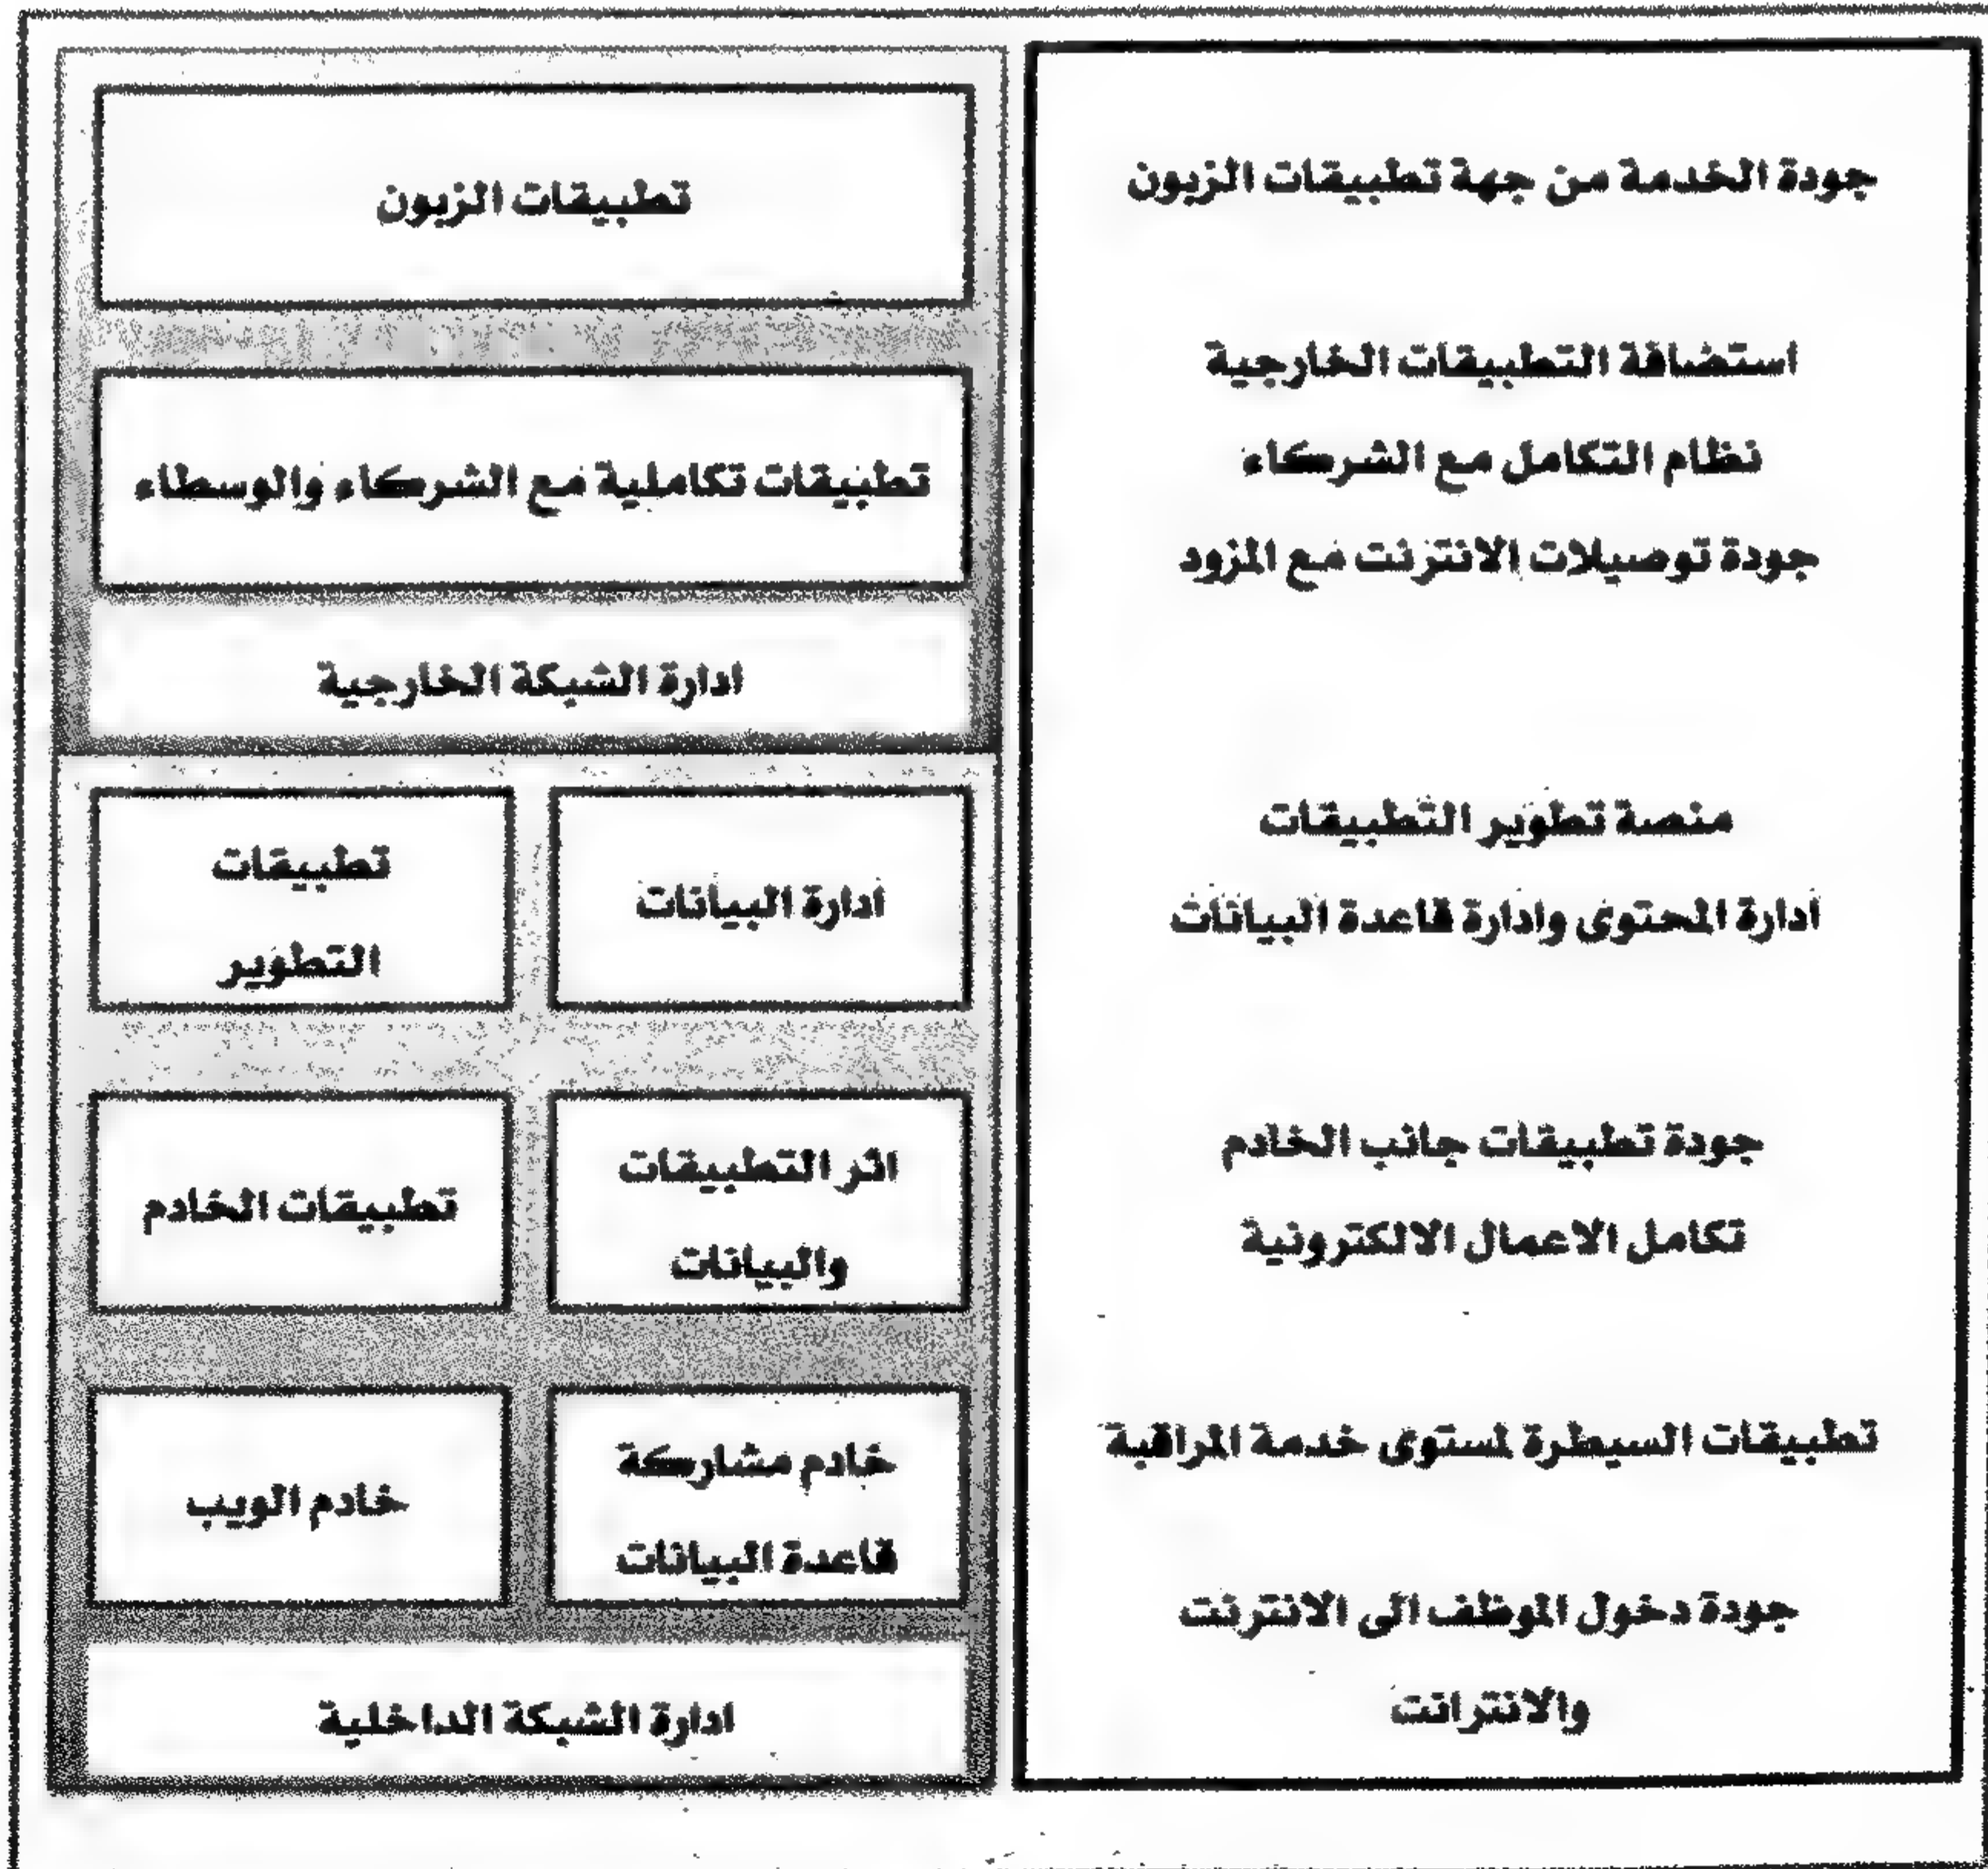 جودة الخدمة من جهة تطبيقات الزبون
استضافة التطبيقات الخارجية
نظام التكامل مع الشركاء
جودة توصيلات الانترنت مع المزود
منصة تطوير التطبيقات
أدارة المحتوى وادارة قاعدة البيانات
جودة تطبيقات جانب الخادم
تكامل الاعمال الالكترونية
تطبيقات السيطرة لمستوى خدمة المراقبة
جودة دخول الموظف الى الانترنت
والانترانت
تطبيقات الزبون
تطبيقات تكاملية مع الشركاء والوسطاء
ادارة الشبكة الخارجية
أدارة البيانات
تطبيقات
التطوير
اثر التطبيقات
والبيانات
تطبيقات الخادم
خادم مشاركة
قاعدة البيانات
خادم الويب
ادارة الشبكة الداخلية